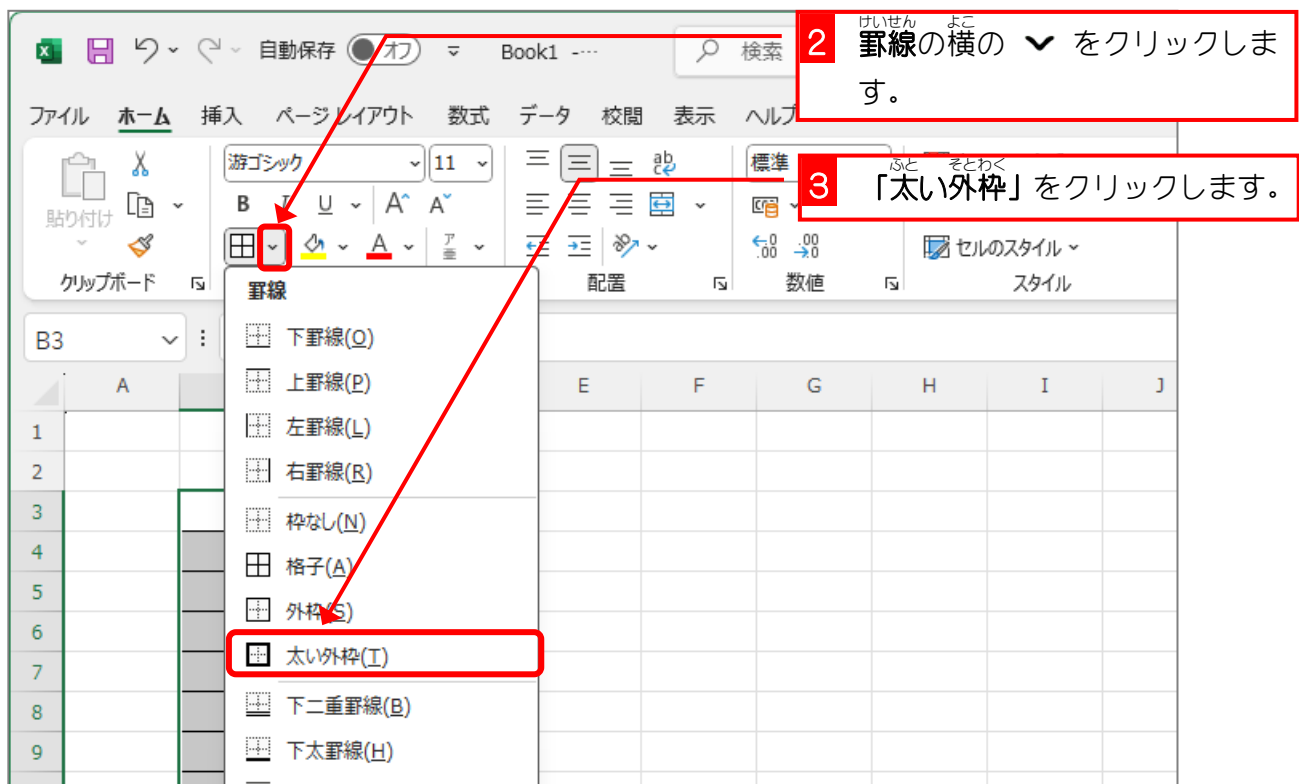 自動保存 オフ Book1 -… 検索
けいせん よこ
2 罫線の横の ⌄ をクリックしま
す。
ファイル ホーム 挿入 ページ レイアウト 数式 データ 校閲 表示 ヘルプ
ふと そとわく
3 「太い外枠」をクリックします。
游ゴシック 11 ab c 標準
貼り付け B I U A^ Aˇ
A ア 亜 .00 .0 .00 セルのスタイル
クリップボード 配置 数値 スタイル
B3
罫線
下罫線(O)
上罫線(P)
左罫線(L)
右罫線(R)
枠なし(N)
格子(A)
外枠(S)
太い外枠(T)
下二重罫線(B)
下太罫線(H)
A E F G H I J
1
2
3
4
5
6
7
8
9